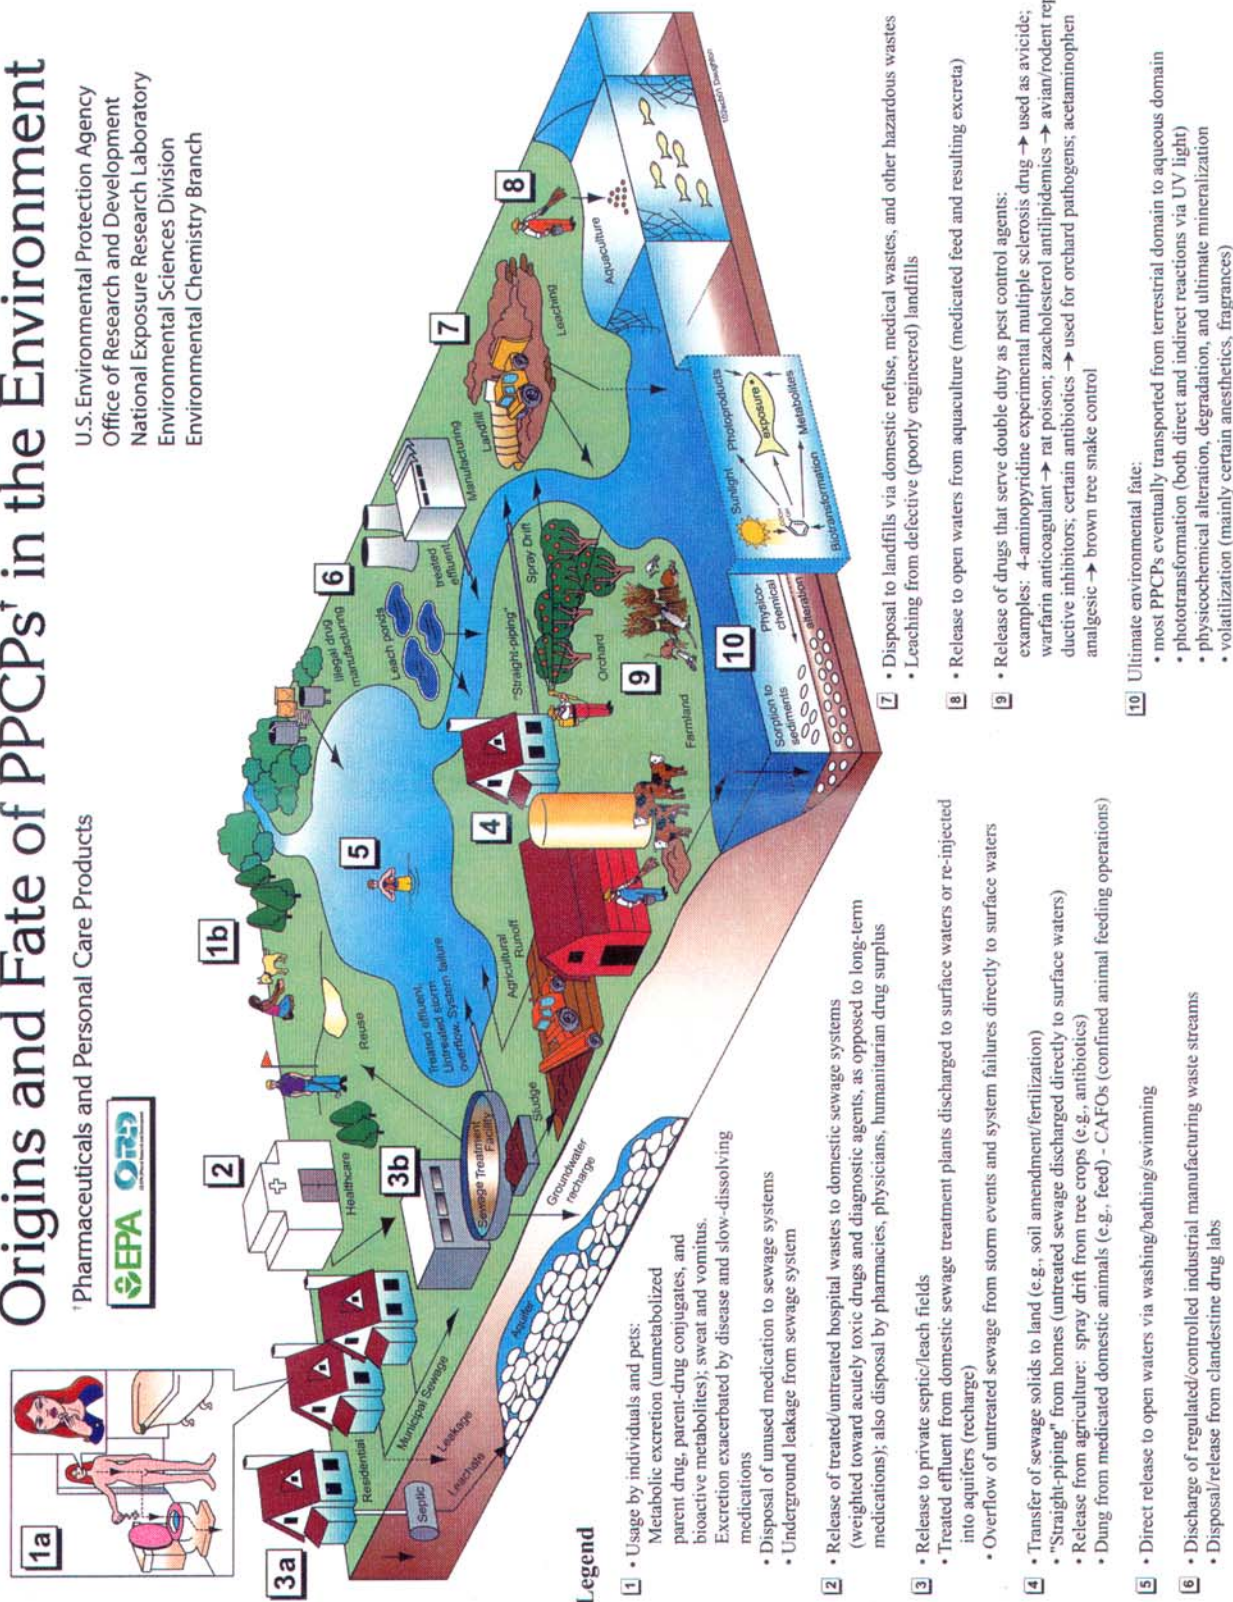 Origins and Fate of PPCPs† in the Environment
†Pharmaceuticals and Personal Care Products
EPA
ORD
U.S. Environmental Protection Agency
Office of Research and Development
National Exposure Research Laboratory
Environmental Sciences Division
Environmental Chemistry Branch
1a
1b
2
Healthcare
Reuse
3a
Residential
Septic
Municipal Sewage
Leakage
Leachate
Aquifer
3b
Sewage Treatment
Facility
Sludge
Groundwater
recharge
Treated effluent,
Untreated storm
overflow, System failure
Agricultural
Runoff
5
4
Illegal drug
manufacturing
Leach ponds
6
treated
effluent
Manufacturing
"Straight-piping"
Spray Drift
Orchard
9
Farmland
7
Landfill
Leaching
8
Aquaculture
10
Sorption to
sediments
Physico-
chemical
alteration
Sunlight
Photoproducts
exposure
Metabolites
Biotransformation
Legend
1 • Usage by individuals and pets:
Metabolic excretion (unmetabolized
parent drug, parent-drug conjugates, and
bioactive metabolites); sweat and vomitus.
Excretion exacerbated by disease and slow-dissolving
medications
• Disposal of unused medication to sewage systems
• Underground leakage from sewage system
2 • Release of treated/untreated hospital wastes to domestic sewage systems
(weighted toward acutely toxic drugs and diagnostic agents, as opposed to long-term
medications); also disposal by pharmacies, physicians, humanitarian drug surplus
3 • Release to private septic/leach fields
• Treated effluent from domestic sewage treatment plants discharged to surface waters or re-injected
into aquifers (recharge)
• Overflow of untreated sewage from storm events and system failures directly to surface waters
4 • Transfer of sewage solids to land (e.g., soil amendment/fertilization)
• "Straight-piping" from homes (untreated sewage discharged directly to surface waters)
• Release from agriculture: spray drift from tree crops (e.g., antibiotics)
• Dung from medicated domestic animals (e.g., feed) - CAFOs (confined animal feeding operations)
5 • Direct release to open waters via washing/bathing/swimming
6 • Discharge of regulated/controlled industrial manufacturing waste streams
• Disposal/release from clandestine drug labs
7 • Disposal to landfills via domestic refuse, medical wastes, and other hazardous wastes
• Leaching from defective (poorly engineered) landfills
8 • Release to open waters from aquaculture (medicated feed and resulting excreta)
9 • Release of drugs that serve double duty as pest control agents:
examples: 4-aminopyridine experimental multiple sclerosis drug → used as avicide;
warfarin anticoagulant → rat poison; azacholesterol antilipidemics → avian/rodent rep
ductive inhibitors; certain antibiotics → used for orchard pathogens; acetaminophen
analgesic → brown tree snake control
10 Ultimate environmental fate:
• most PPCPs eventually transported from terrestrial domain to aqueous domain
• phototransformation (both direct and indirect reactions via UV light)
• physicochemical alteration, degradation, and ultimate mineralization
• volatilization (mainly certain anesthetics, fragrances)